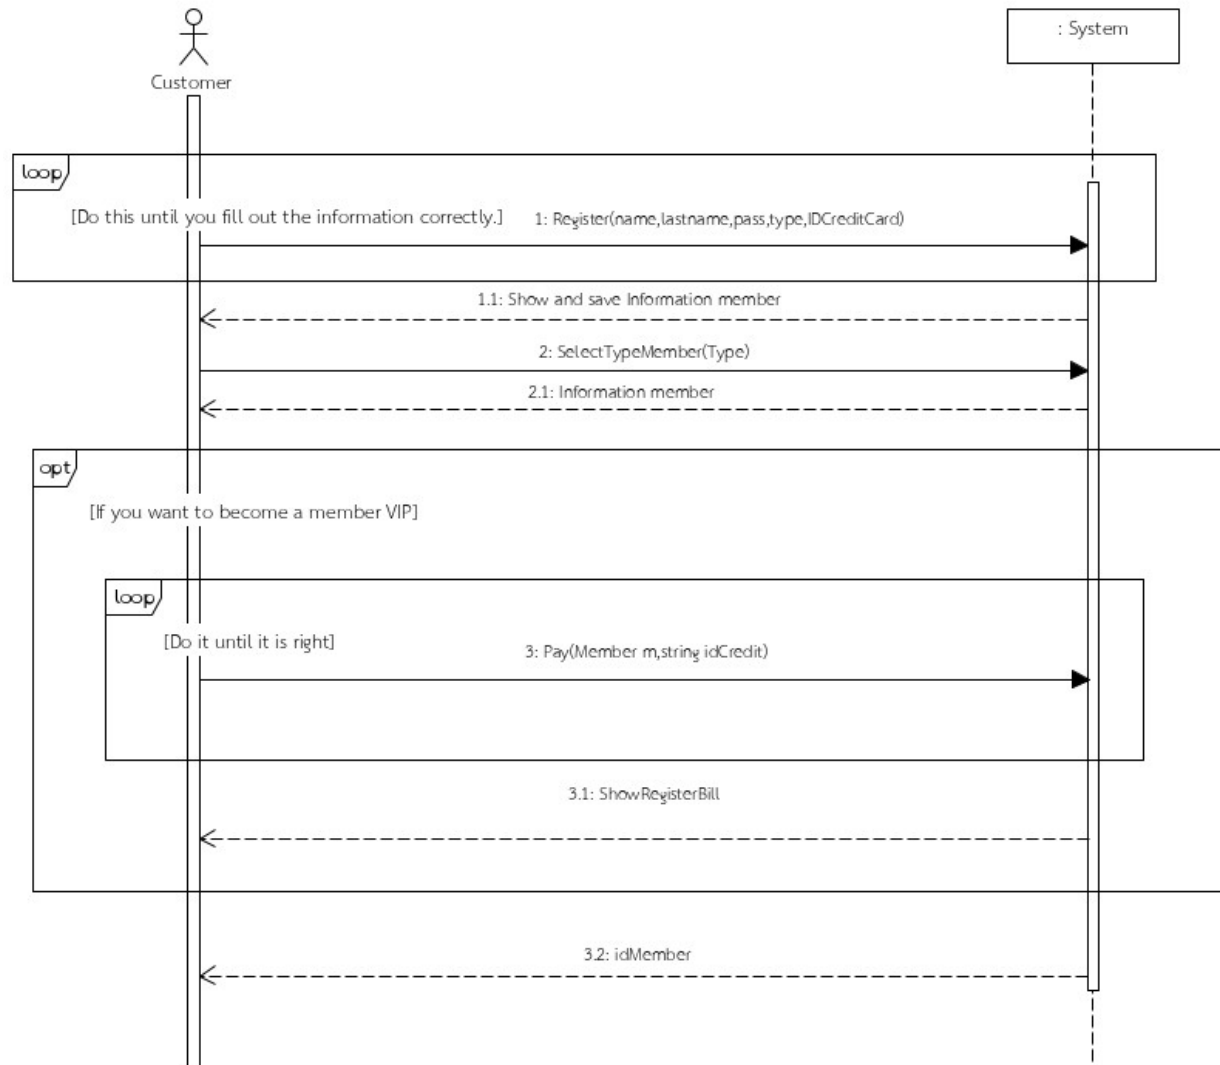 : System
Customer
loop
[Do this until you fill out the information correctly.]
1: Register(name,lastname,pass,type,IDCreditCard)
1.1: Show and save Information member
2: SelectTypeMember(Type)
2.1: Information member
opt
[If you want to become a member VIP]
loop
[Do it until it is right]
3: Pay(Member m,string idCredit)
3.1: ShowRegisterBill
3.2: idMember